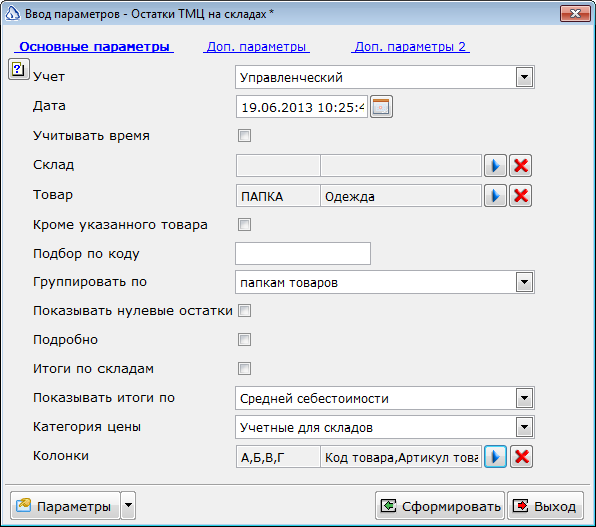 Ввод параметров - Остатки ТМЦ на складах *
Основные параметры Доп. параметры Доп. параметры 2
Учет Управленческий
Дата 19.06.2013 10:25:4
Учитывать время
Склад
Товар ПАПКА Одежда
Кроме указанного товара
Подбор по коду
Группировать по папкам товаров
Показывать нулевые остатки
Подробно
Итоги по складам
Показывать итоги по Средней себестоимости
Категория цены Учетные для складов
Колонки А,Б,В,Г Код товара,Артикул това
Параметры Сформировать Выход